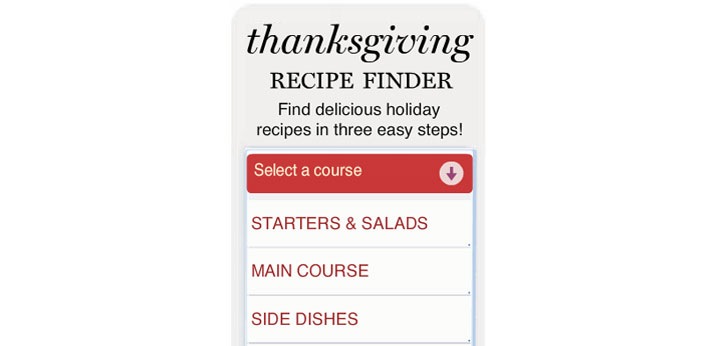 thanksgiving
RECIPE FINDER
Find delicious holiday
recipes in three easy steps!
Select a course
STARTERS & SALADS
MAIN COURSE
SIDE DISHES